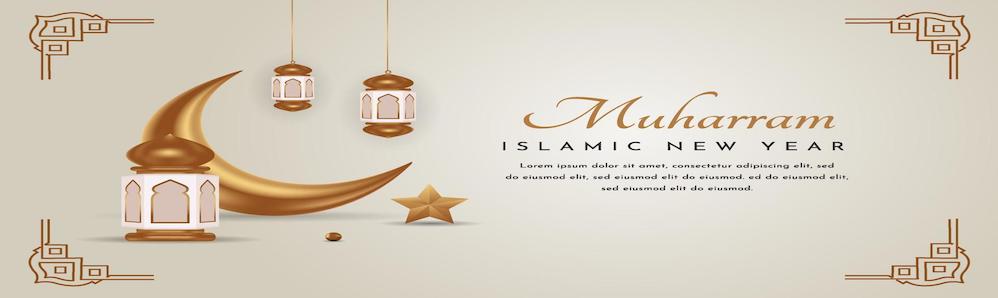 Muharram
ISLAMIC NEW YEAR
Lorem ipsum dolor sit amet, consectetur adipiscing elit, sed
do eiusmod elit, sed eiusmod elit do eiusmod. ed do eiusmod elit,
sed eiusmod elit do eiusmod.